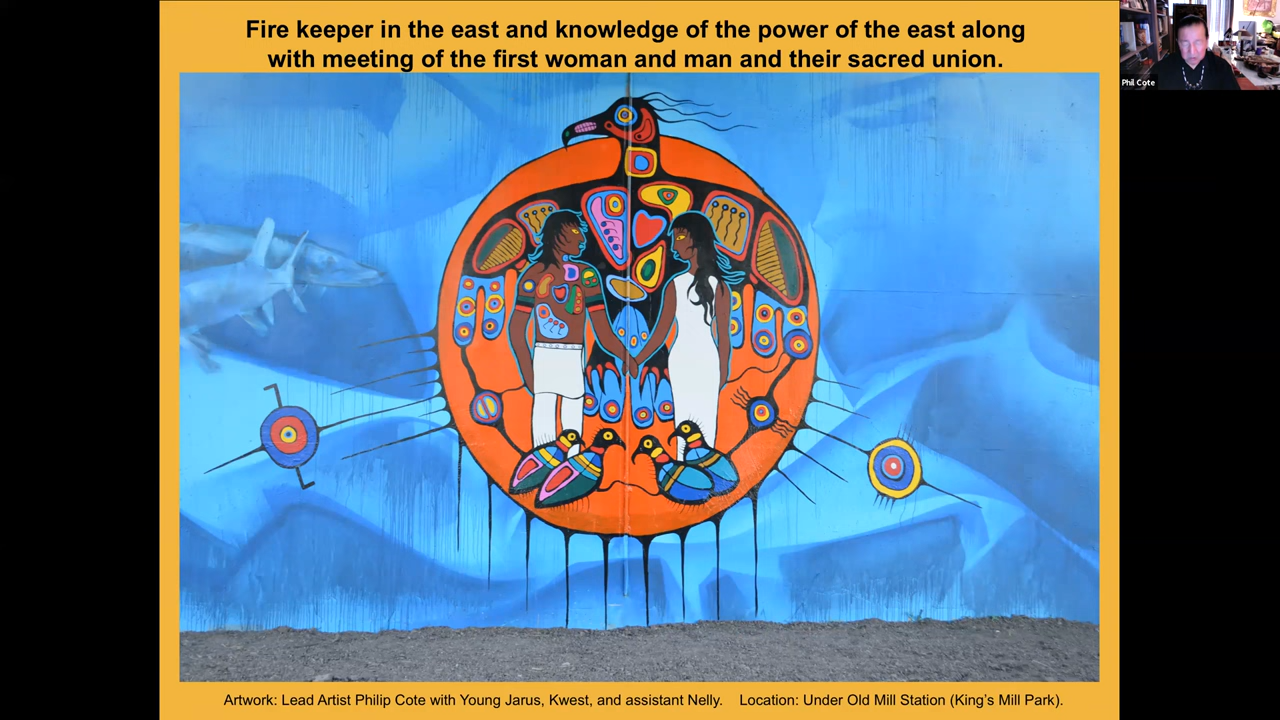 Fire keeper in the east and knowledge of the power of the east along
with meeting of the first woman and man and their sacred union.
Phil Cote
Artwork: Lead Artist Philip Cote with Young Jarus, Kwest, and assistant Nelly. Location: Under Old Mill Station (King's Mill Park).